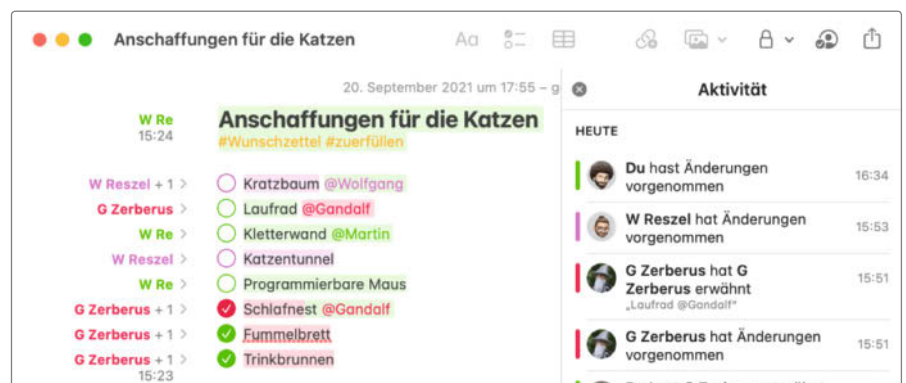 Anschaffungen für die Katzen
Aa
20. September 2021 um 17:55 – g
W Re
15:24
Anschaffungen für die Katzen
#Wunschzettel #zuerfüllen
W Reszel + 1 > Kratzbaum @Wolfgang
G Zerberus > Laufrad @Gandalf
W Re > Kletterwand @Martin
W Reszel > Katzentunnel
W Re > Programmierbare Maus
G Zerberus + 1 > Schlafnest @Gandalf
G Zerberus + 1 > Fummelbrett
G Zerberus + 1 > Trinkbrunnen
15:23
Aktivität
HEUTE
Du hast Änderungen
vorgenommen
16:34
W Reszel hat Änderungen
vorgenommen
15:53
G Zerberus hat G
Zerberus erwähnt
„Laufrad @Gandalf“
15:51
G Zerberus hat Änderungen
vorgenommen
15:51